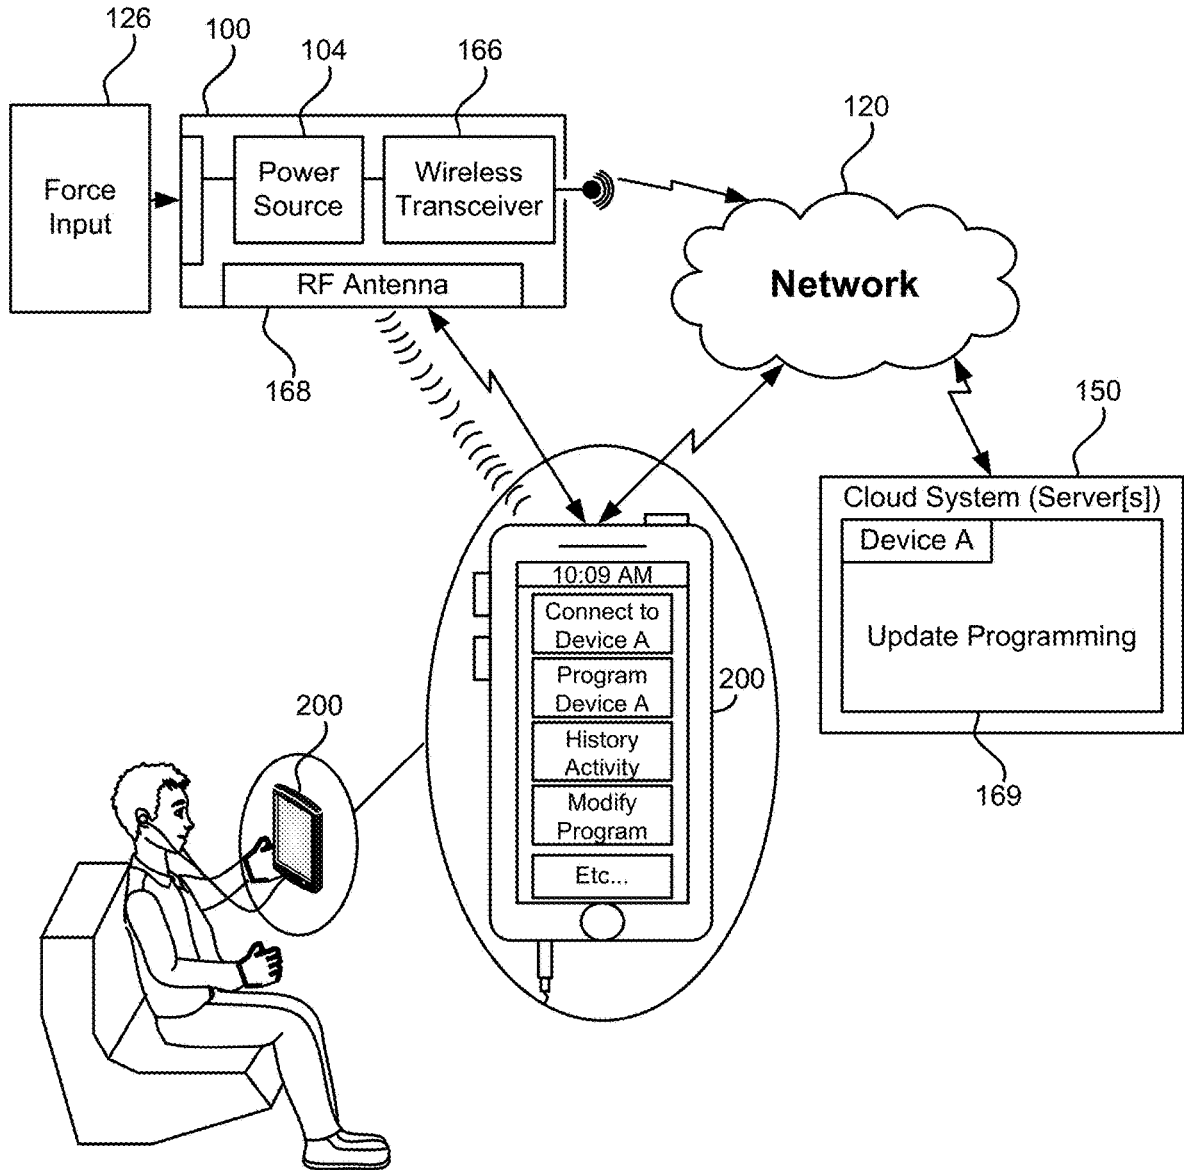 126
100
104
166
120
Force
Input
Power
Source
Wireless
Transceiver
RF Antenna
168
Network
150
Cloud System (Server[s])
Device A
Update Programming
169
10:09 AM
Connect to
Device A
Program
Device A
History
Activity
Modify
Program
Etc...
200
200